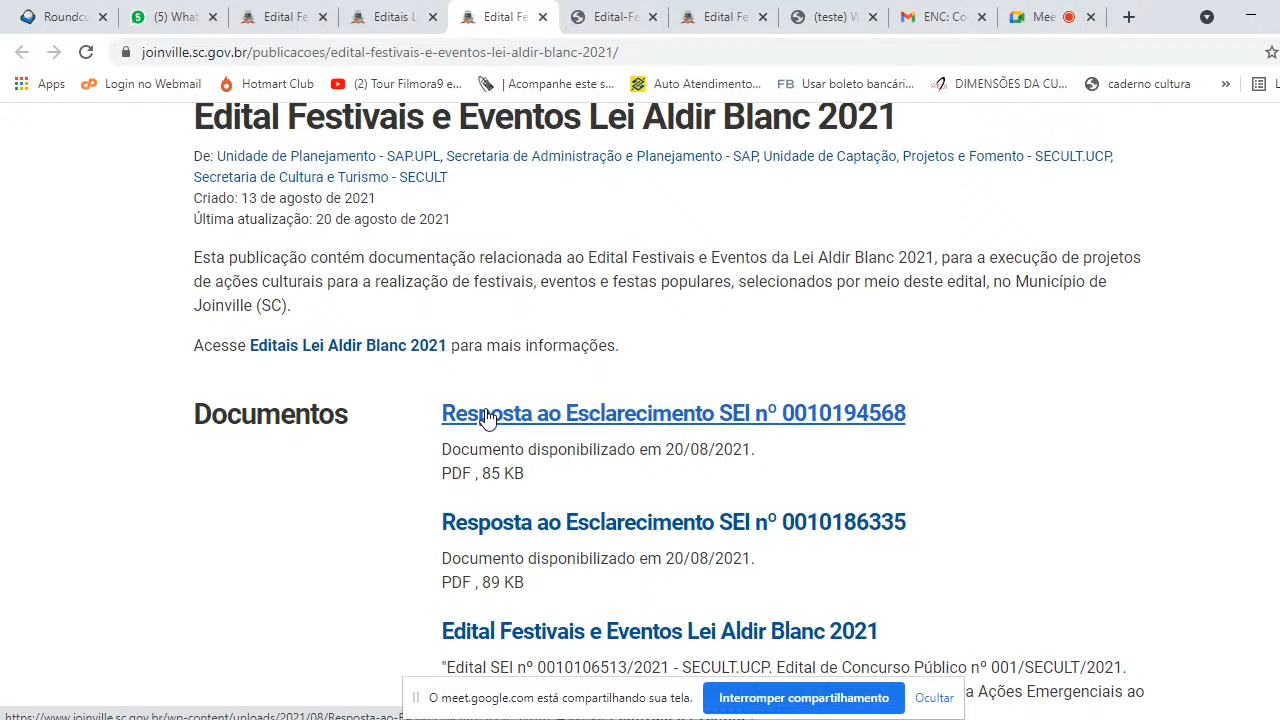 Roundcu
(5) What
Edital Fe
Editais L
Edital Fe
Edital-Fe
Edital Fe
(teste) W
ENC: Co
Mee
joinville.sc.gov.br/publicacoes/edital-festivais-e-eventos-lei-aldir-blanc-2021/
Apps
Login no Webmail
Hotmart Club
(2) Tour Filmora9 e...
| Acompanhe este s...
Auto Atendimento...
FB Usar boleto bancári...
DIMENSÕES DA CU...
caderno cultura
»
Edital Festivais e Eventos Lei Aldir Blanc 2021
De: Unidade de Planejamento - SAP.UPL, Secretaria de Administração e Planejamento - SAP, Unidade de Captação, Projetos e Fomento - SECULT.UCP,
Secretaria de Cultura e Turismo - SECULT
Criado: 13 de agosto de 2021
Última atualização: 20 de agosto de 2021
Esta publicação contém documentação relacionada ao Edital Festivais e Eventos da Lei Aldir Blanc 2021, para a execução de projetos
de ações culturais para a realização de festivais, eventos e festas populares, selecionados por meio deste edital, no Município de
Joinville (SC).
Acesse Editais Lei Aldir Blanc 2021 para mais informações.
Documentos
Resposta ao Esclarecimento SEI nº 0010194568
Documento disponibilizado em 20/08/2021.
PDF , 85 KB
Resposta ao Esclarecimento SEI nº 0010186335
Documento disponibilizado em 20/08/2021.
PDF , 89 KB
Edital Festivais e Eventos Lei Aldir Blanc 2021
"Edital SEI nº 0010106513/2021 - SECULT.UCP. Edital de Concurso Público nº 001/SECULT/2021.
a Ações Emergenciais ao
O meet.google.com está compartilhando sua tela.
Interromper compartilhamento
Ocultar